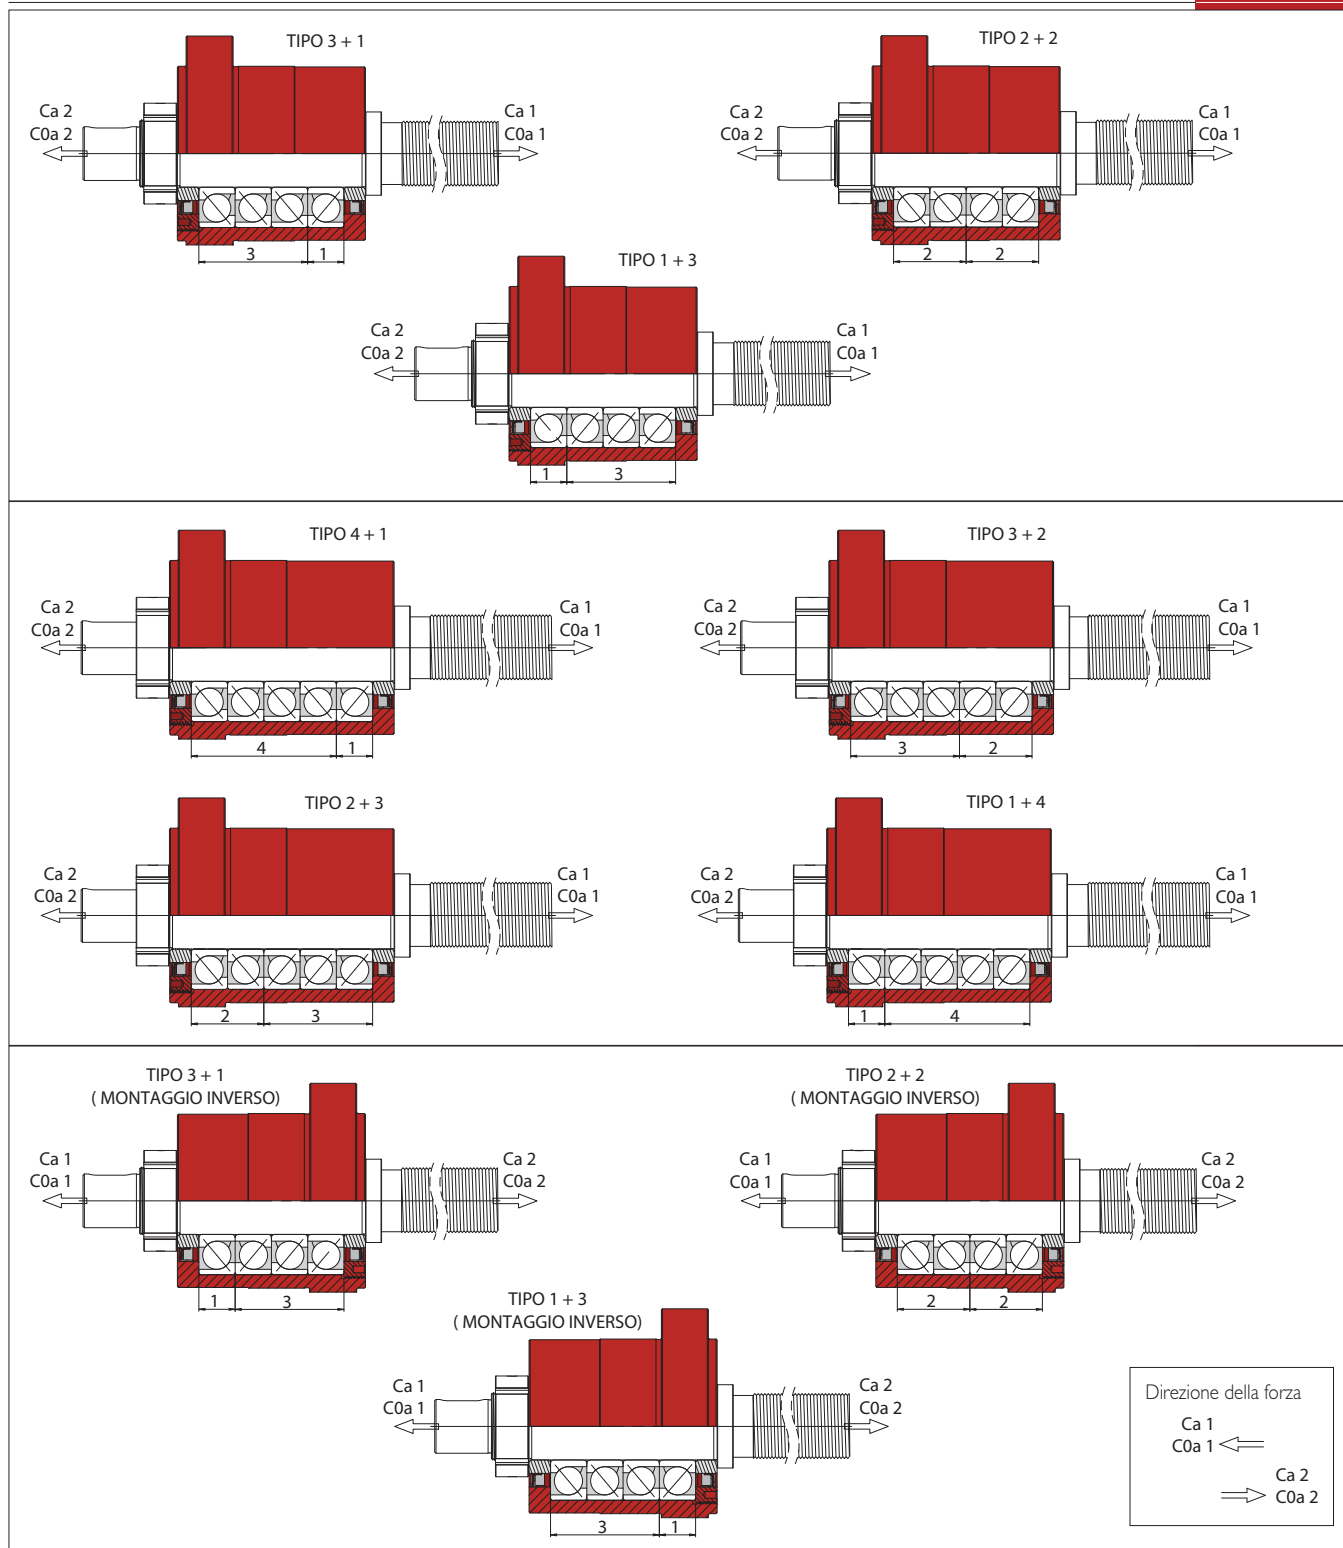 TIPO 3 + 1
Ca 2
C0a 2
Ca 1
C0a 1
3
1
TIPO 2 + 2
Ca 2
C0a 2
Ca 1
C0a 1
2
2
TIPO 1 + 3
Ca 2
C0a 2
Ca 1
C0a 1
1
3
TIPO 4 + 1
Ca 2
C0a 2
Ca 1
C0a 1
4
1
TIPO 3 + 2
Ca 2
C0a 2
Ca 1
C0a 1
3
2
TIPO 2 + 3
Ca 2
C0a 2
Ca 1
C0a 1
2
3
TIPO 1 + 4
Ca 2
C0a 2
Ca 1
C0a 1
1
4
TIPO 3 + 1
( MONTAGGIO INVERSO)
Ca 1
C0a 1
Ca 2
C0a 2
1
3
TIPO 2 + 2
( MONTAGGIO INVERSO)
Ca 1
C0a 1
Ca 2
C0a 2
2
2
TIPO 1 + 3
( MONTAGGIO INVERSO)
Ca 1
C0a 1
Ca 2
C0a 2
3
1
Direzione della forza
Ca 1
C0a 1
Ca 2
C0a 2